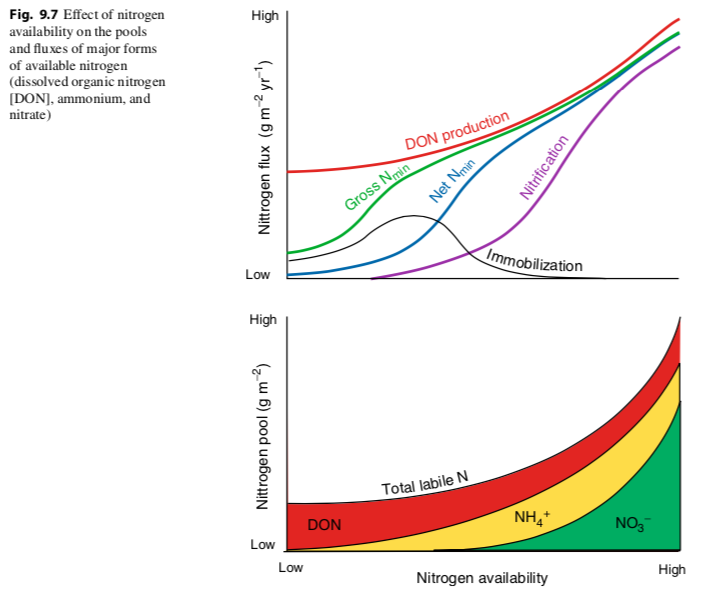 Fig. 9.7 Effect of nitrogen
availability on the pools
and fluxes of major forms
of available nitrogen
(dissolved organic nitrogen
[DON], ammonium, and
nitrate)
High
Nittrogen flux (g m⁻² yr⁻¹)
DON production
Gross Nmin
Net Nmin
Nitrification
Immobilization
Low
High
Nittrogen pool (g m⁻²)
Total labile N
DON
NH₄⁺
NO₃⁻
Low
Low
High
Nitrogen availability